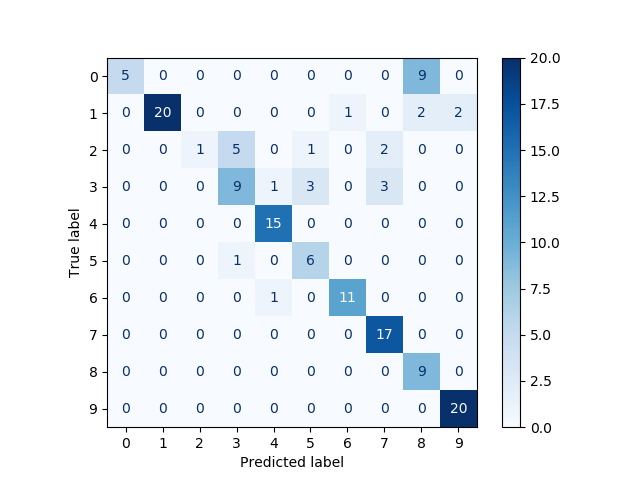 0 5 0 0 0 0 0 0 0 9 0
1 0 20 0 0 0 0 1 0 2 2
2 0 0 1 5 0 1 0 2 0 0
3 0 0 0 9 1 3 0 3 0 0
4 0 0 0 0 15 0 0 0 0 0
5 0 0 0 1 0 6 0 0 0 0
6 0 0 0 0 1 0 11 0 0 0
7 0 0 0 0 0 0 0 17 0 0
8 0 0 0 0 0 0 0 0 9 0
9 0 0 0 0 0 0 0 0 0 20
0 1 2 3 4 5 6 7 8 9
Predicted label
True label
20.0
17.5
15.0
12.5
10.0
7.5
5.0
2.5
0.0